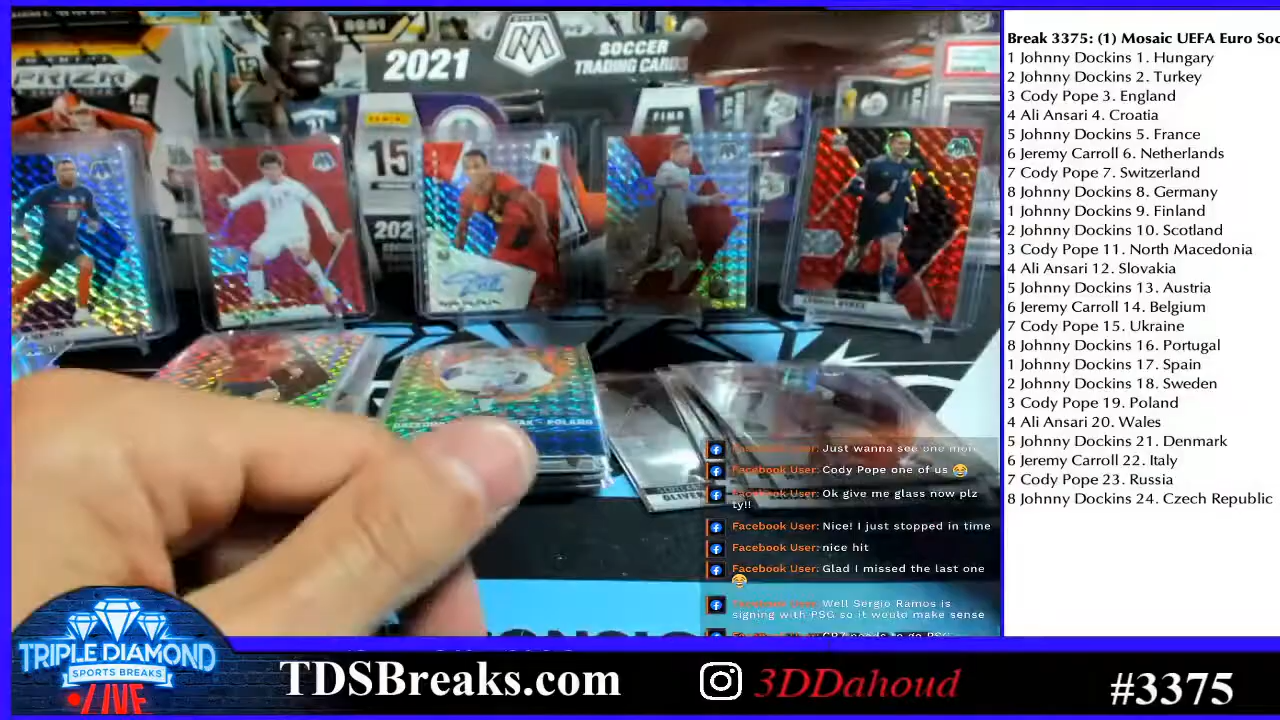 2021
MOSAIC
SOCCER
TRADING CARDS
PRIZM
PANINI
15
FIND
202
POLAND
OLIVER
Break 3375: (1) Mosaic UEFA Euro Soc
1 Johnny Dockins 1. Hungary
2 Johnny Dockins 2. Turkey
3 Cody Pope 3. England
4 Ali Ansari 4. Croatia
5 Johnny Dockins 5. France
6 Jeremy Carroll 6. Netherlands
7 Cody Pope 7. Switzerland
8 Johnny Dockins 8. Germany
1 Johnny Dockins 9. Finland
2 Johnny Dockins 10. Scotland
3 Cody Pope 11. North Macedonia
4 Ali Ansari 12. Slovakia
5 Johnny Dockins 13. Austria
6 Jeremy Carroll 14. Belgium
7 Cody Pope 15. Ukraine
8 Johnny Dockins 16. Portugal
1 Johnny Dockins 17. Spain
2 Johnny Dockins 18. Sweden
3 Cody Pope 19. Poland
4 Ali Ansari 20. Wales
5 Johnny Dockins 21. Denmark
6 Jeremy Carroll 22. Italy
7 Cody Pope 23. Russia
8 Johnny Dockins 24. Czech Republic
Facebook User: Just wanna see one more
Facebook User: Cody Pope one of us 😂
Facebook User: Ok give me glass now plz
ty!!
Facebook User: Nice! I just stopped in time
Facebook User: nice hit
Facebook User: Glad I missed the last one
😂
Facebook User: Well Sergio Ramos is
signing with PSG so it would make sense
TRIPLE DIAMOND
SPORTS BREAKS
LIVE
TDSBreaks.com
3DDahoud
#3375